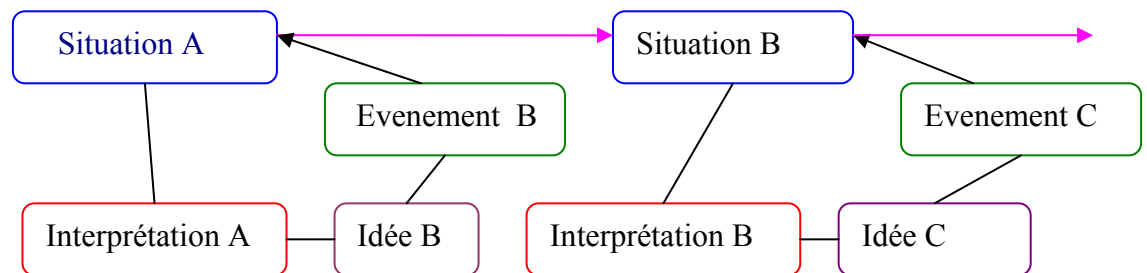 Situation A
Situation B
Evenement B
Evenement C
Interprétation A
Idée B
Interprétation B
Idée C